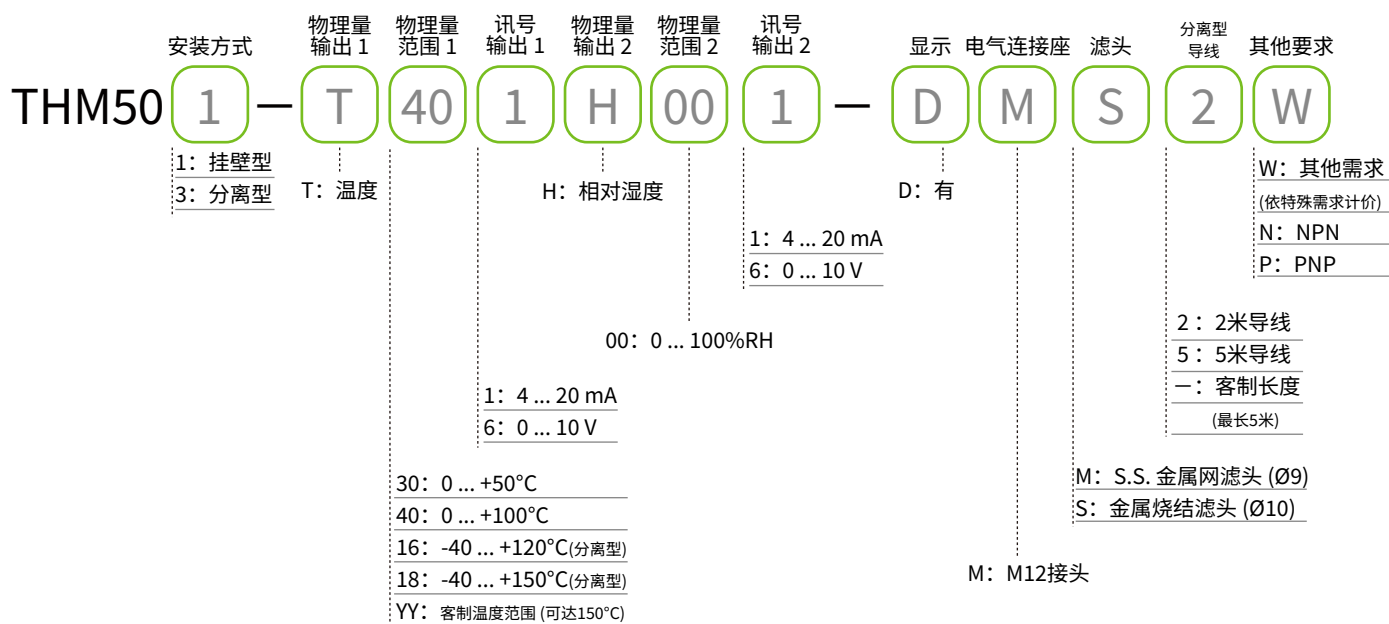 安装方式
物理量
输出 1
物理量
范围 1
讯号
输出 1
物理量
输出 2
物理量
范围 2
讯号
输出 2
显示
电气连接座
滤头
分离型
导线
其他要求
THM50 1 － T 40 1 H 00 1 － D M S 2 W
1：挂壁型
3：分离型
T：温度
H：相对湿度
D：有
W：其他需求
(依特殊需求计价)
N：NPN
P：PNP
1：4 ... 20 mA
6：0 ... 10 V
00：0 ... 100%RH
2：2米导线
5：5米导线
－：客制长度
(最长5米)
1：4 ... 20 mA
6：0 ... 10 V
30：0 ... +50°C
40：0 ... +100°C
16：-40 ... +120°C(分离型)
18：-40 ... +150°C(分离型)
YY：客制温度范围 (可达150°C)
M：S.S. 金属网滤头 (Ø9)
S：金属烧结滤头 (Ø10)
M：M12接头